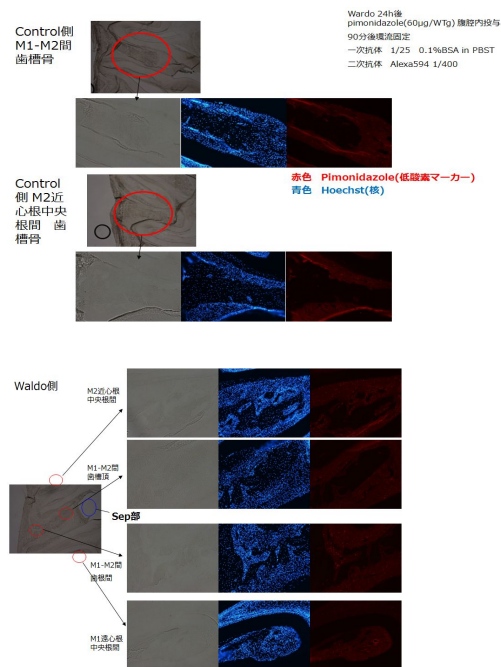 Control側
M1-M2間
歯槽骨
Wardo 24h後
pimonidazole(60μg/WTg) 腹腔内投与
90分後環流固定
一次抗体 1/25 0.1%BSA in PBST
二次抗体 Alexa594 1/400
赤色 Pimonidazole(低酸素マーカー)
青色 Hoechst(核)
Control
側 M2近
心根中央
根間 歯
槽骨
Waldo側
M2近心根
中央根間
M1-M2間
歯槽頂
Sep部
M1-M2間
歯根間
M1遠心根
中央根間